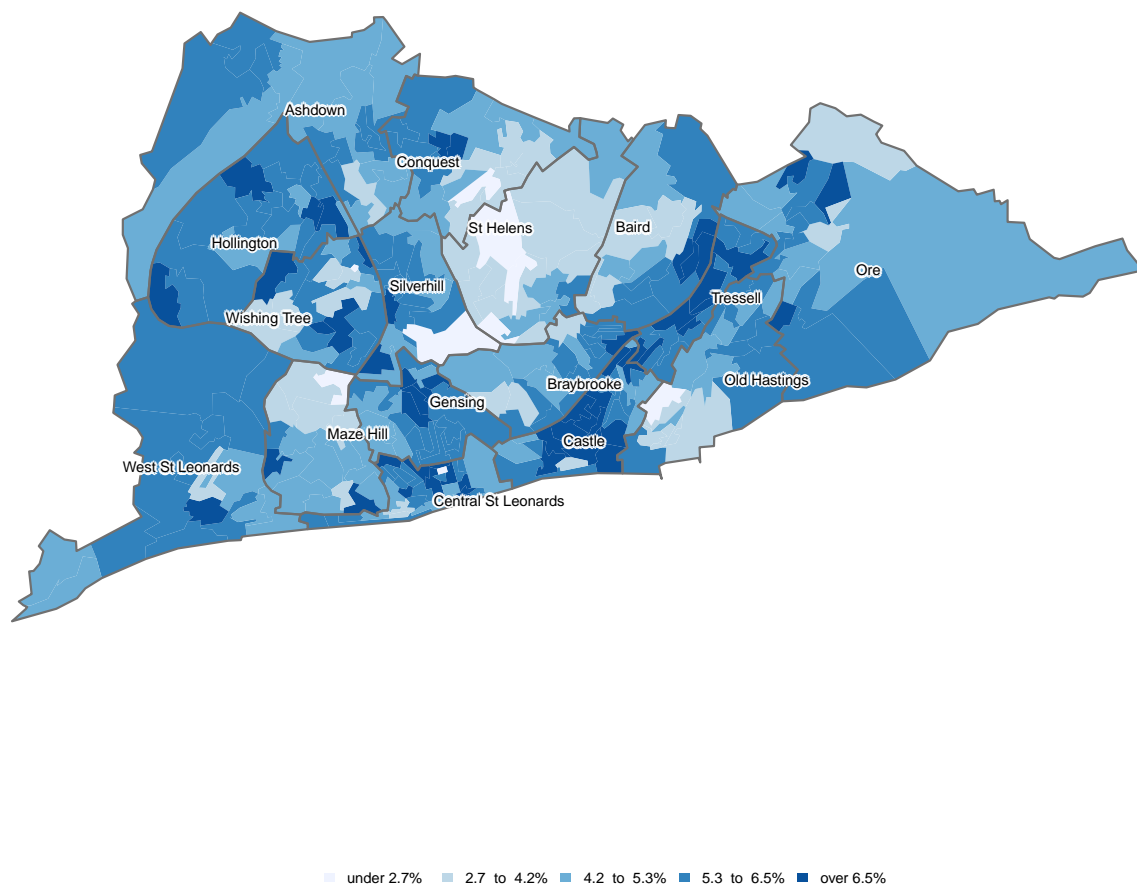 Ashdown
Conquest
St Helens
Baird
Hollington
Ore
Silverhill
Tressell
Wishing Tree
Old Hastings
Braybrooke
Gensing
Maze Hill
Castle
West St Leonards
Central St Leonards
under 2.7% 2.7 to 4.2% 4.2 to 5.3% 5.3 to 6.5% over 6.5%